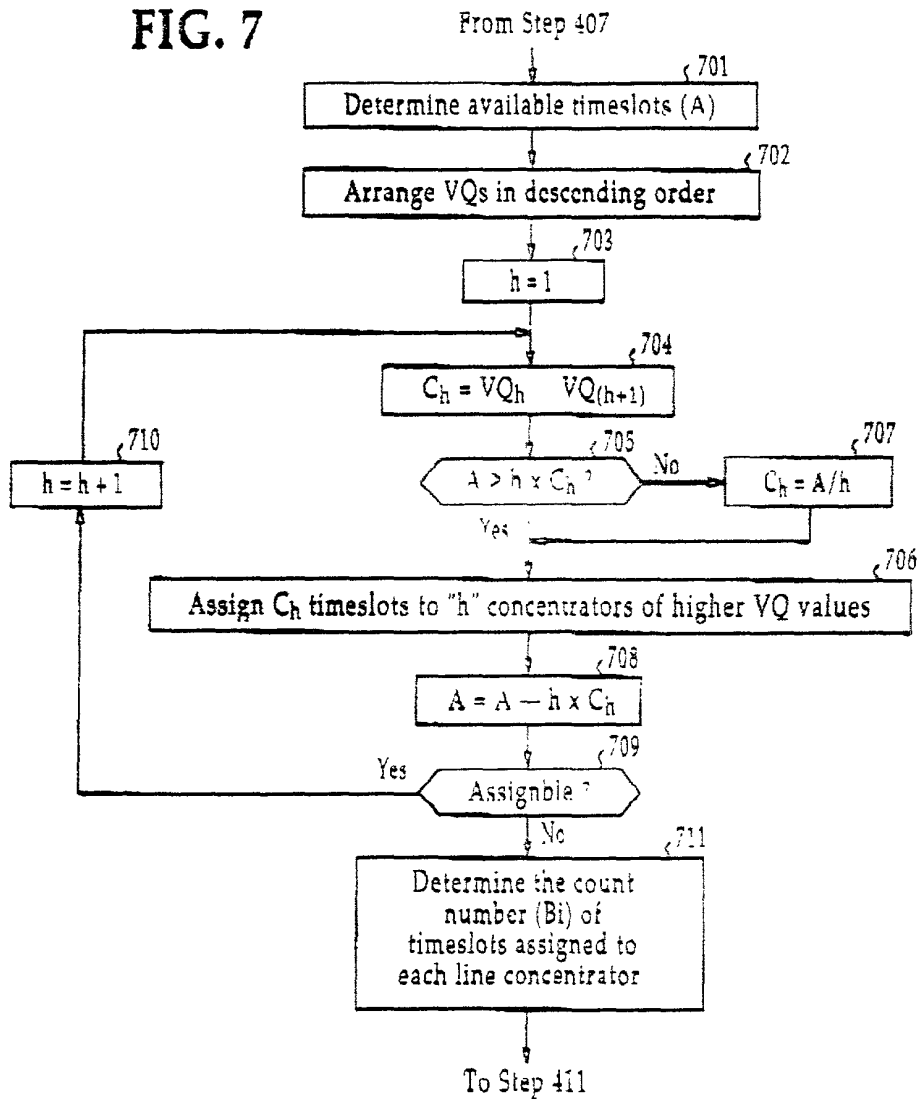 FIG. 7
From Step 407
701
Determine available timeslots (A)
702
Arrange VQs in descending order
703
h = 1
704
C_h = VQ_h VQ_(h+1)
705
A > h x C_h ?
No
707
C_h = A/h
710
h = h + 1
Yes
706
Assign C_h timeslots to "h" concentrators of higher VQ values
708
A = A — h x C_h
709
Yes
Assignble ?
No
711
Determine the count
number (Bi) of
timeslots assigned to
each line concentrator
To Step 411